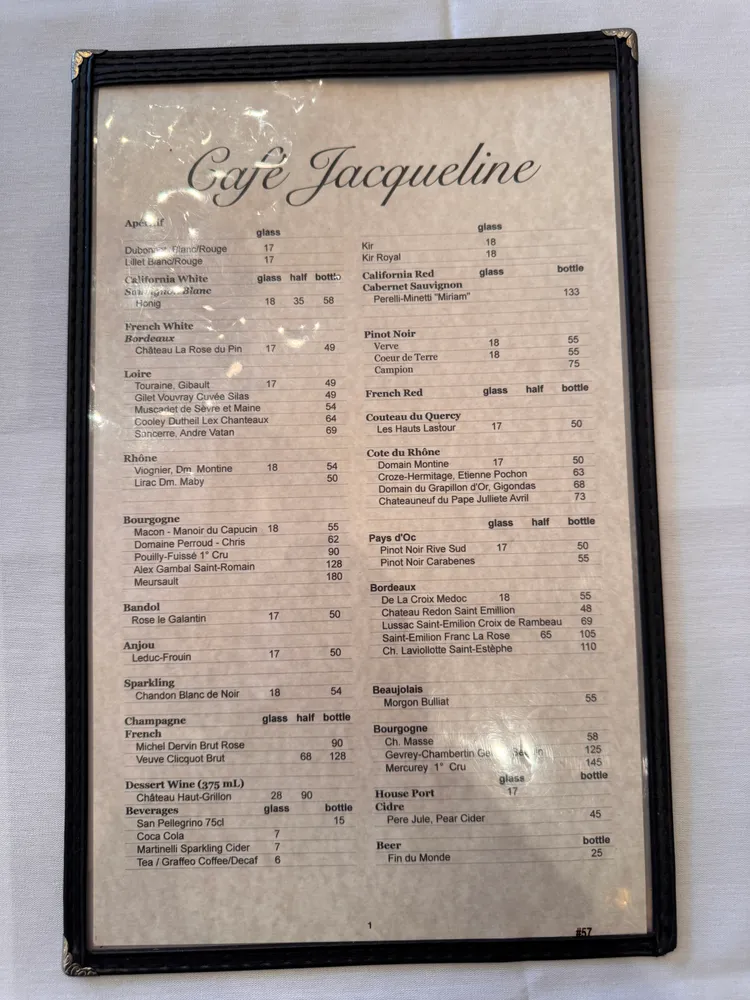 Café Jacqueline
Apéritif
glass
Dubonnet Blanc/Rouge 17
Lillet Blanc/Rouge 17
California White glass half bottle
Sauvignon Blanc
Honig 18 35 58
French White
Bordeaux
Château La Rose du Pin 17 49
Loire
Touraine, Gibault 17 49
Gilet Vouvray Cuvée Silas 49
Muscadet de Sèvre et Maine 54
Cooley Dutheil Lex Chanteaux 64
Sancerre, Andre Vatan 69
Rhône
Viognier, Dm. Montine 18 54
Lirac Dm. Maby 50
Bourgogne
Macon - Manoir du Capucin 18 55
Domaine Perroud - Chris 62
Pouilly-Fuissé 1° Cru 90
Alex Gambal Saint-Romain 128
Meursault 180
Bandol
Rose le Galantin 17 50
Anjou
Leduc-Frouin 17 50
Sparkling
Chandon Blanc de Noir 18 54
Champagne glass half bottle
French
Michel Dervin Brut Rose 90
Veuve Clicquot Brut 68 128
Dessert Wine (375 mL)
Château Haut-Grillon 28 90
Beverages glass bottle
San Pellegrino 75cl 15
Coca Cola 7
Martinelli Sparkling Cider 7
Tea / Graffeo Coffee/Decaf 6
glass
Kir 18
Kir Royal 18
California Red glass bottle
Cabernet Sauvignon
Perelli-Minetti "Miriam" 133
Pinot Noir
Verve 18 55
Coeur de Terre 18 55
Campion 75
French Red glass half bottle
Couteau du Quercy
Les Hauts Lastour 17 50
Cote du Rhône
Domain Montine 17 50
Croze-Hermitage, Etienne Pochon 63
Domain du Grapillon d'Or, Gigondas 68
Chateauneuf du Pape Julliete Avril 73
glass half bottle
Pays d'Oc
Pinot Noir Rive Sud 17 50
Pinot Noir Carabenes 55
Bordeaux
De La Croix Medoc 18 55
Chateau Redon Saint Emillion 48
Lussac Saint-Emilion Croix de Rambeau 69
Saint-Emilion Franc La Rose 65 105
Ch. Laviollotte Saint-Estèphe 110
Beaujolais
Morgon Bulliat 55
Bourgogne
Ch. Masse 58
Gevrey-Chambertin 125
Mercurey 1° Cru 145
glass bottle
House Port 17
Cidre
Pere Jule, Pear Cider 45
Beer bottle
Fin du Monde 25
1
#57